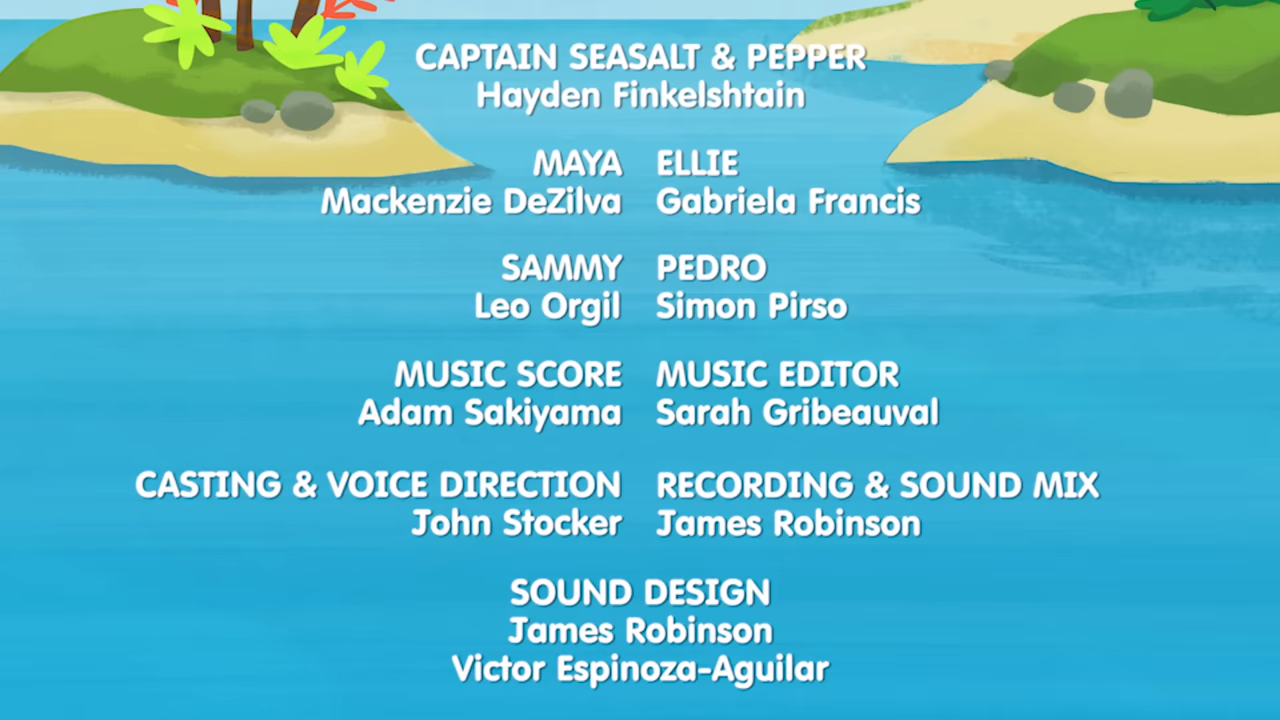 CAPTAIN SEASALT & PEPPER
Hayden Finkelshtain
MAYA ELLIE
Mackenzie DeZilva Gabriela Francis
SAMMY PEDRO
Leo Orgil Simon Pirso
MUSIC SCORE MUSIC EDITOR
Adam Sakiyama Sarah Gribeauval
CASTING & VOICE DIRECTION RECORDING & SOUND MIX
John Stocker James Robinson
SOUND DESIGN
James Robinson
Victor Espinoza-Aguilar